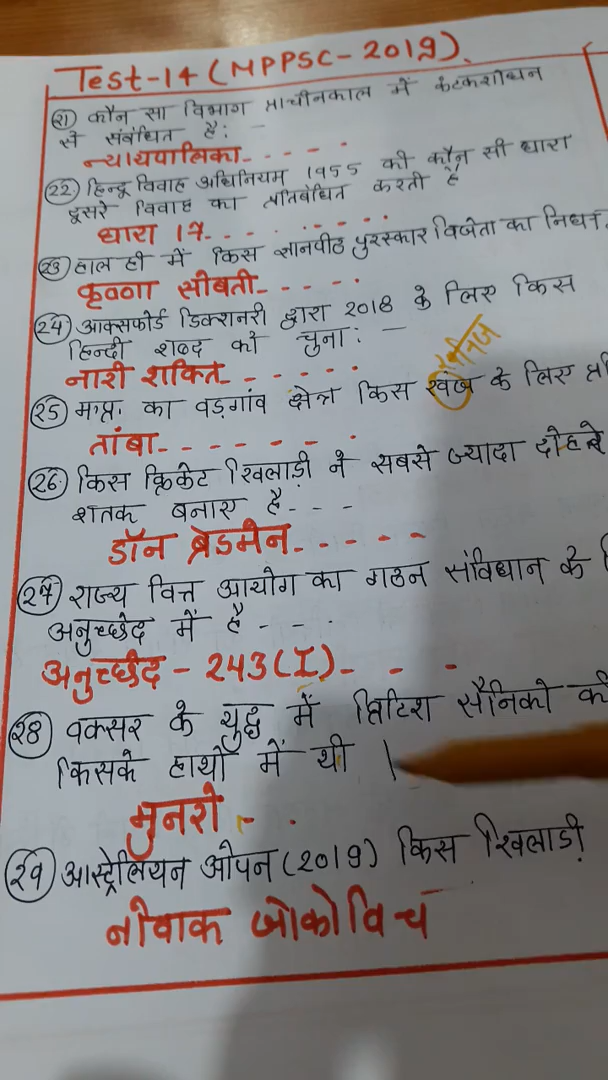 Test-14 (MPPSC-2019).
21) कौन सा विभाग प्राचीनकाल में कंटकशोधन
से संबंधित है: -
न्यायपालिका- - - - -
22) हिन्दू विवाह अधिनियम 1955 की कौन सी धारा
दूसरे विवाह का प्रतिबंधित करती है
धारा 17- - - - - - -
23) हाल ही में किस ज्ञानपीठ पुरस्कार विजेता का निधन
कृष्णा सोबती- - - - -
24) आक्सफोर्ड डिक्शनरी द्वारा 2018 के लिए किस
हिन्दी शब्द को चुना: -
नारी शक्ति- - - - - -
खनिज
25) म.प्र. का वड़गांव क्षेत्र किस के लिए
तांबा- - - - - - -
26) किस क्रिकेट खिलाड़ी ने सबसे ज्यादा दोहरे
शतक बनाए है- - -
डॉन ब्रेडमेन- - - - -
27) राज्य वित्त आयोग का गठन संविधान के
अनुच्छेद में है - - -
अनुच्छेद - 243(I)- - -
28) वक्सर के युद्ध में ब्रिटिश सैनिको की
किसके हाथों में थी |
मुनरो - -
29) आस्ट्रेलियन ओपन (2019) किस खिलाड़ी
नोवाक जोकोविच